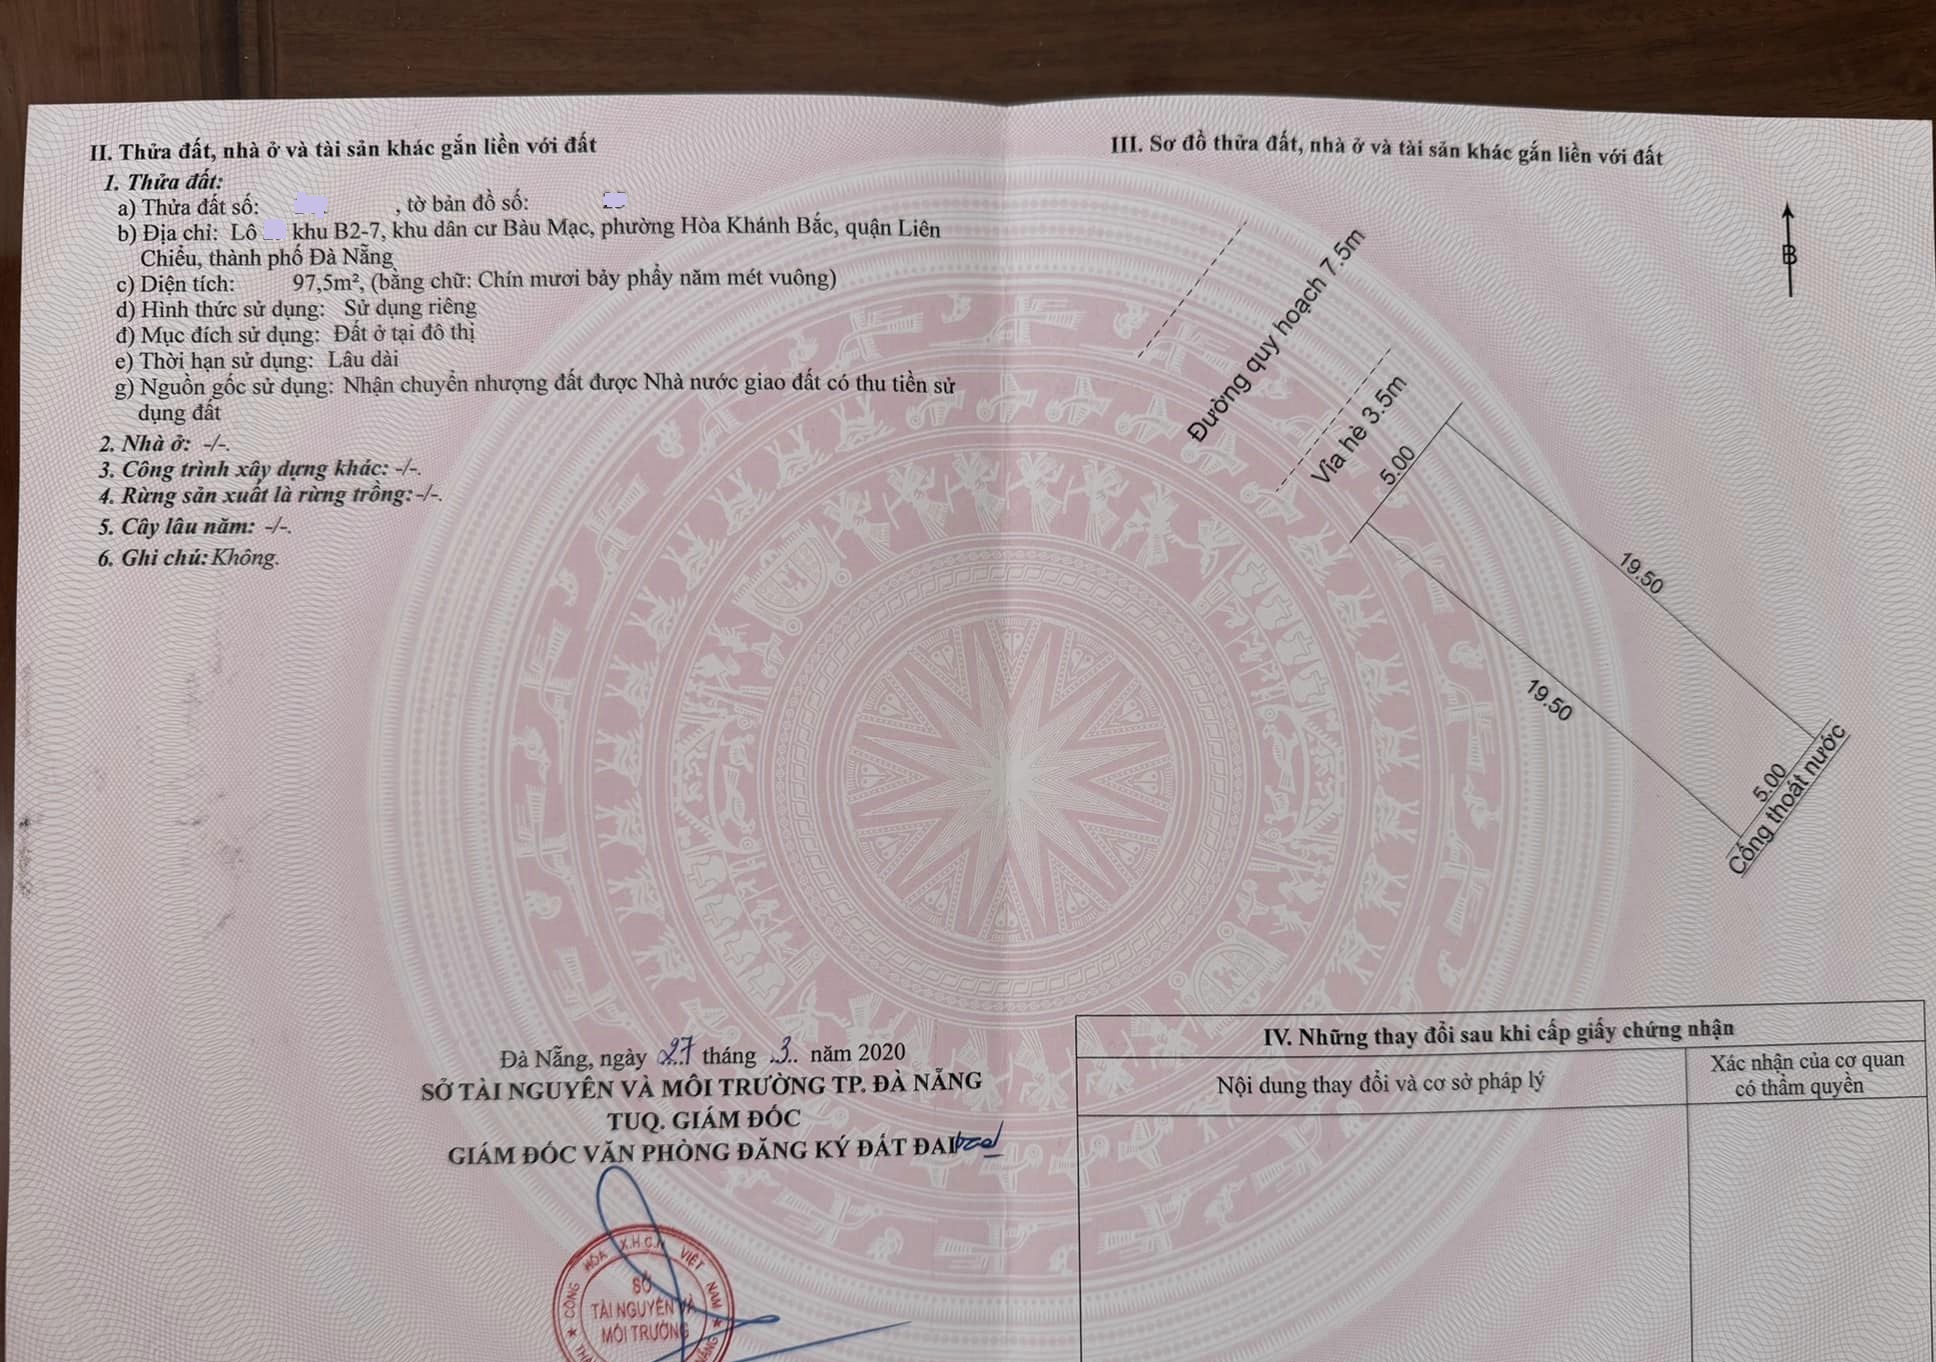 II. Thửa đất, nhà ở và tài sản khác gắn liền với đất
1. Thửa đất:
a) Thửa đất số: , tờ bản đồ số:
b) Địa chỉ: Lô khu B2-7, khu dân cư Bàu Mạc, phường Hòa Khánh Bắc, quận Liên
Chiểu, thành phố Đà Nẵng
c) Diện tích: 97,5m², (bằng chữ: Chín mươi bảy phẩy năm mét vuông)
d) Hình thức sử dụng: Sử dụng riêng
đ) Mục đích sử dụng: Đất ở tại đô thị
e) Thời hạn sử dụng: Lâu dài
g) Nguồn gốc sử dụng: Nhận chuyển nhượng đất được Nhà nước giao đất có thu tiền sử
dụng đất
2. Nhà ở: -/-.
3. Công trình xây dựng khác: -/-.
4. Rừng sản xuất là rừng trồng: -/-.
5. Cây lâu năm: -/-.
6. Ghi chú: Không.
Đà Nẵng, ngày 27 tháng 3 năm 2020
SỞ TÀI NGUYÊN VÀ MÔI TRƯỜNG TP. ĐÀ NẴNG
TUQ. GIÁM ĐỐC
GIÁM ĐỐC VĂN PHÒNG ĐĂNG KÝ ĐẤT ĐAI
CỘNG HÒA X.H.C.N VIỆT NAM
SỞ
TÀI NGUYÊN VÀ
MÔI TRƯỜNG
III. Sơ đồ thửa đất, nhà ở và tài sản khác gắn liền với đất
B
Đường quy hoạch 7.5m
Vỉa hè 3.5m
5.00
19.50
19.50
5.00
Cống thoát nước
IV. Những thay đổi sau khi cấp giấy chứng nhận
Nội dung thay đổi và cơ sở pháp lý
Xác nhận của cơ quan
có thẩm quyền